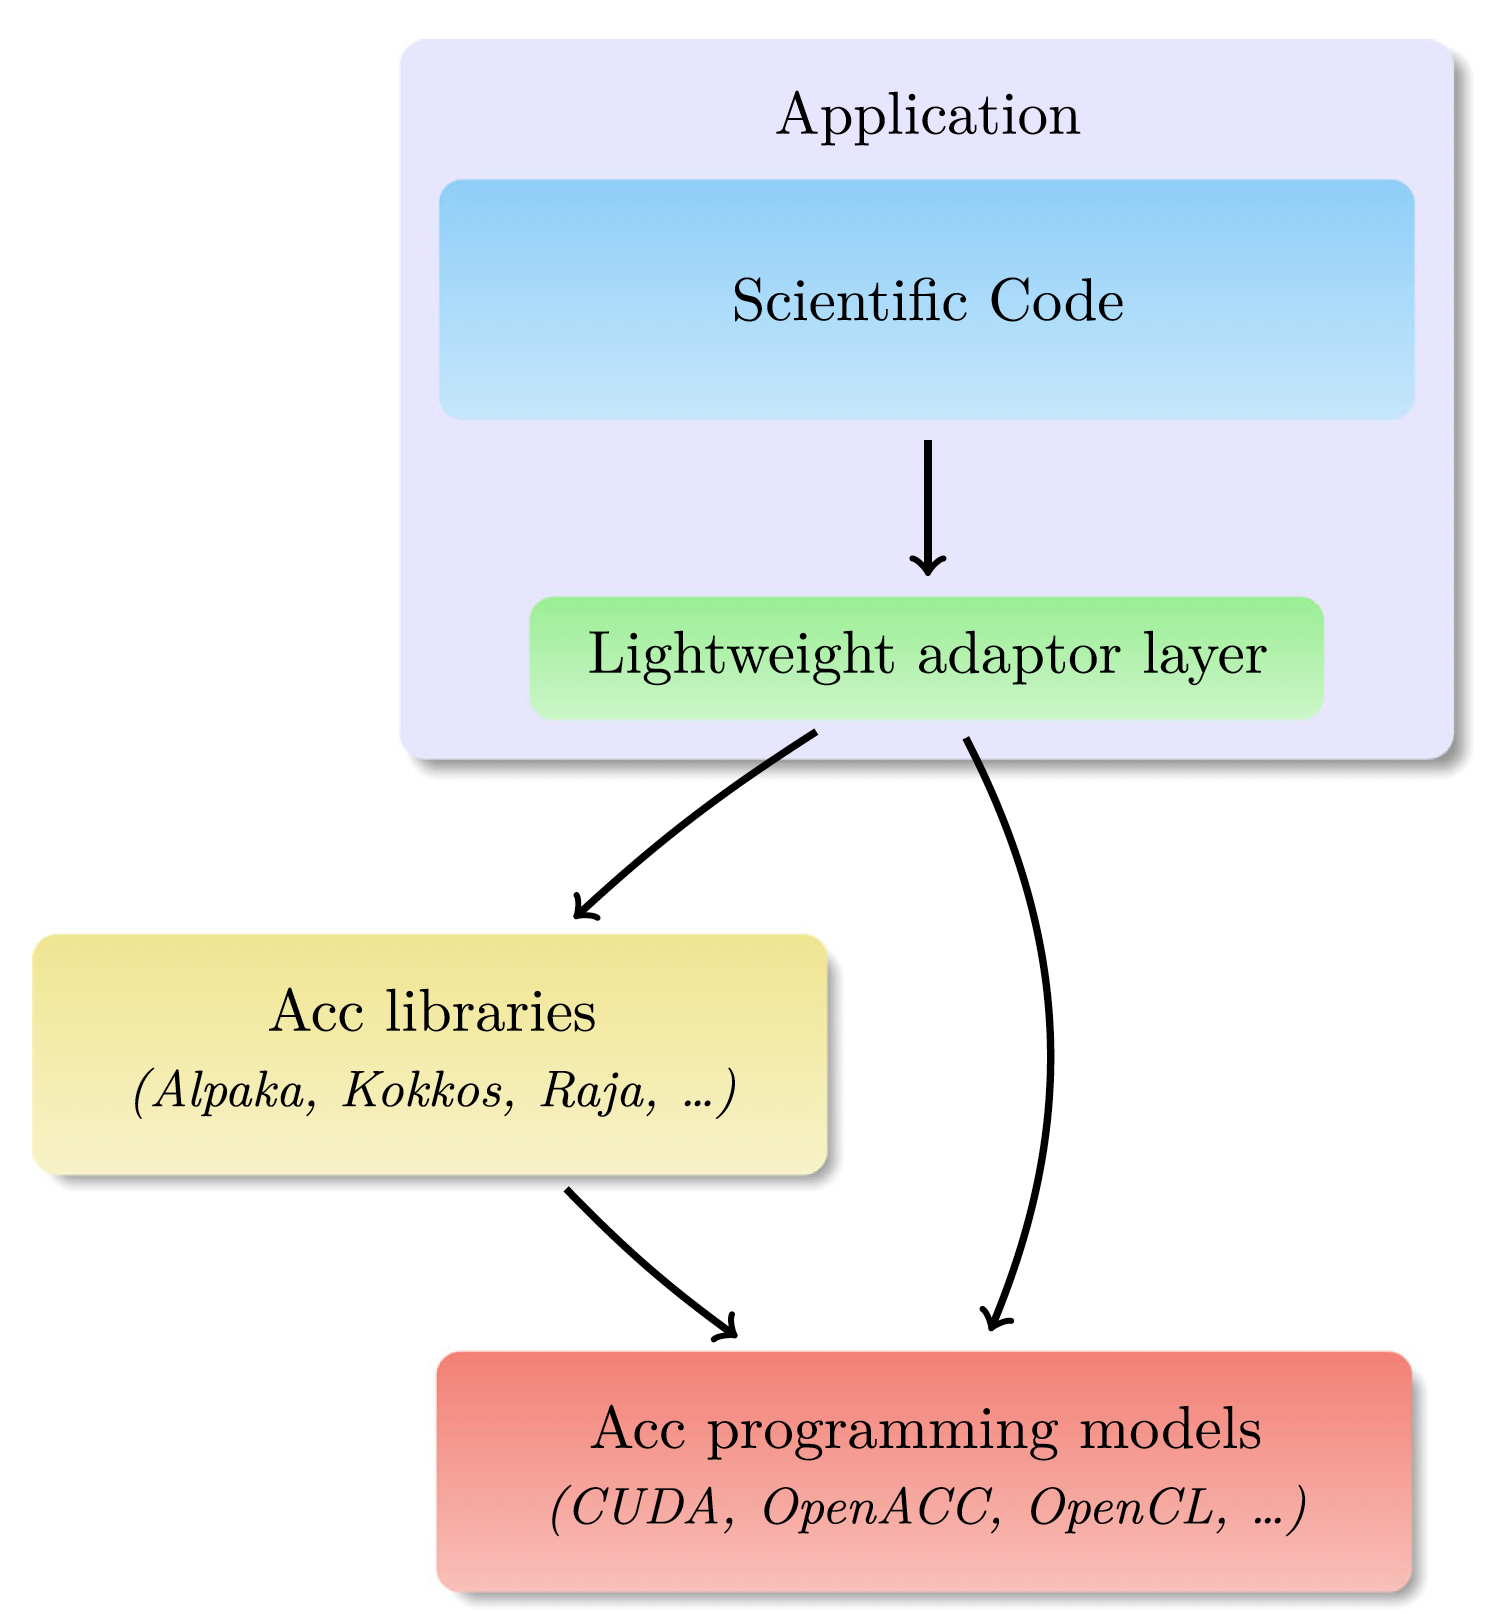 Application
Scientific Code
Lightweight adaptor layer
Acc libraries
(Alpaka, Kokkos, Raja, …)
Acc programming models
(CUDA, OpenACC, OpenCL, …)